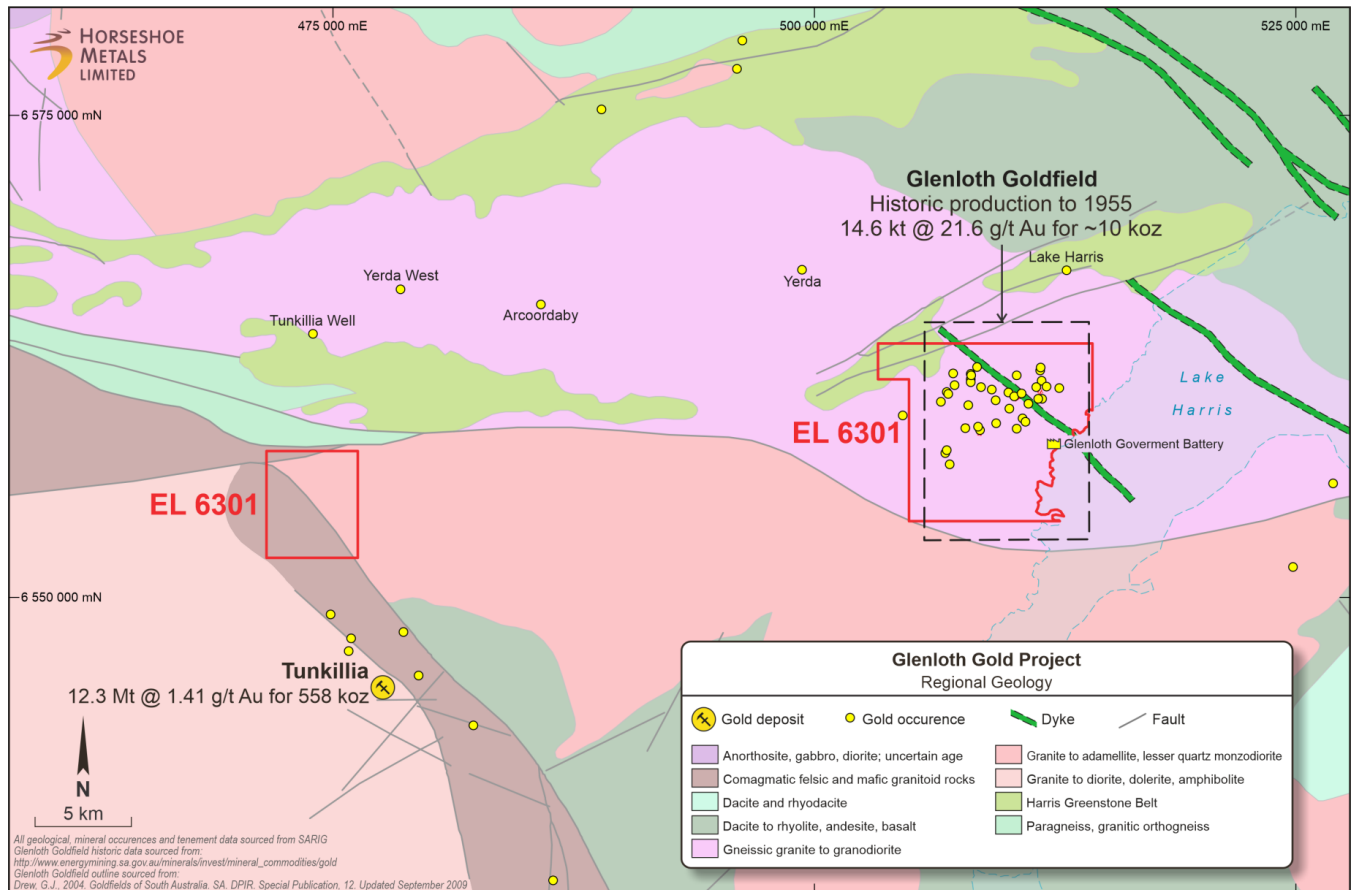 HORSESHOE
METALS
LIMITED
475 000 mE
500 000 mE
525 000 mE
6 575 000 mN
Glenloth Goldfield
Historic production to 1955
14.6 kt @ 21.6 g/t Au for ~10 koz
Lake Harris
Yerda West
Yerda
Arcoordaby
Tunkillia Well
Lake
Harris
EL 6301
Glenloth Goverment Battery
EL 6301
6 550 000 mN
Tunkillia
12.3 Mt @ 1.41 g/t Au for 558 koz
N
5 km
Glenloth Gold Project
Regional Geology
Gold deposit
Gold occurence
Dyke
Fault
Anorthosite, gabbro, diorite; uncertain age
Comagmatic felsic and mafic granitoid rocks
Dacite and rhyodacite
Dacite to rhyolite, andesite, basalt
Gneissic granite to granodiorite
Granite to adamellite, lesser quartz monzodiorite
Granite to diorite, dolerite, amphibolite
Harris Greenstone Belt
Paragneiss, granitic orthogneiss
All geological, mineral occurences and tenement data sourced from SARIG
Glenloth Goldfield historic data sourced from:
http://www.energymining.sa.gov.au/minerals/invest/mineral_commodities/gold
Glenloth Goldfield outline sourced from:
Drew, G.J., 2004. Goldfields of South Australia. SA. DPIR. Special Publication, 12. Updated September 2009